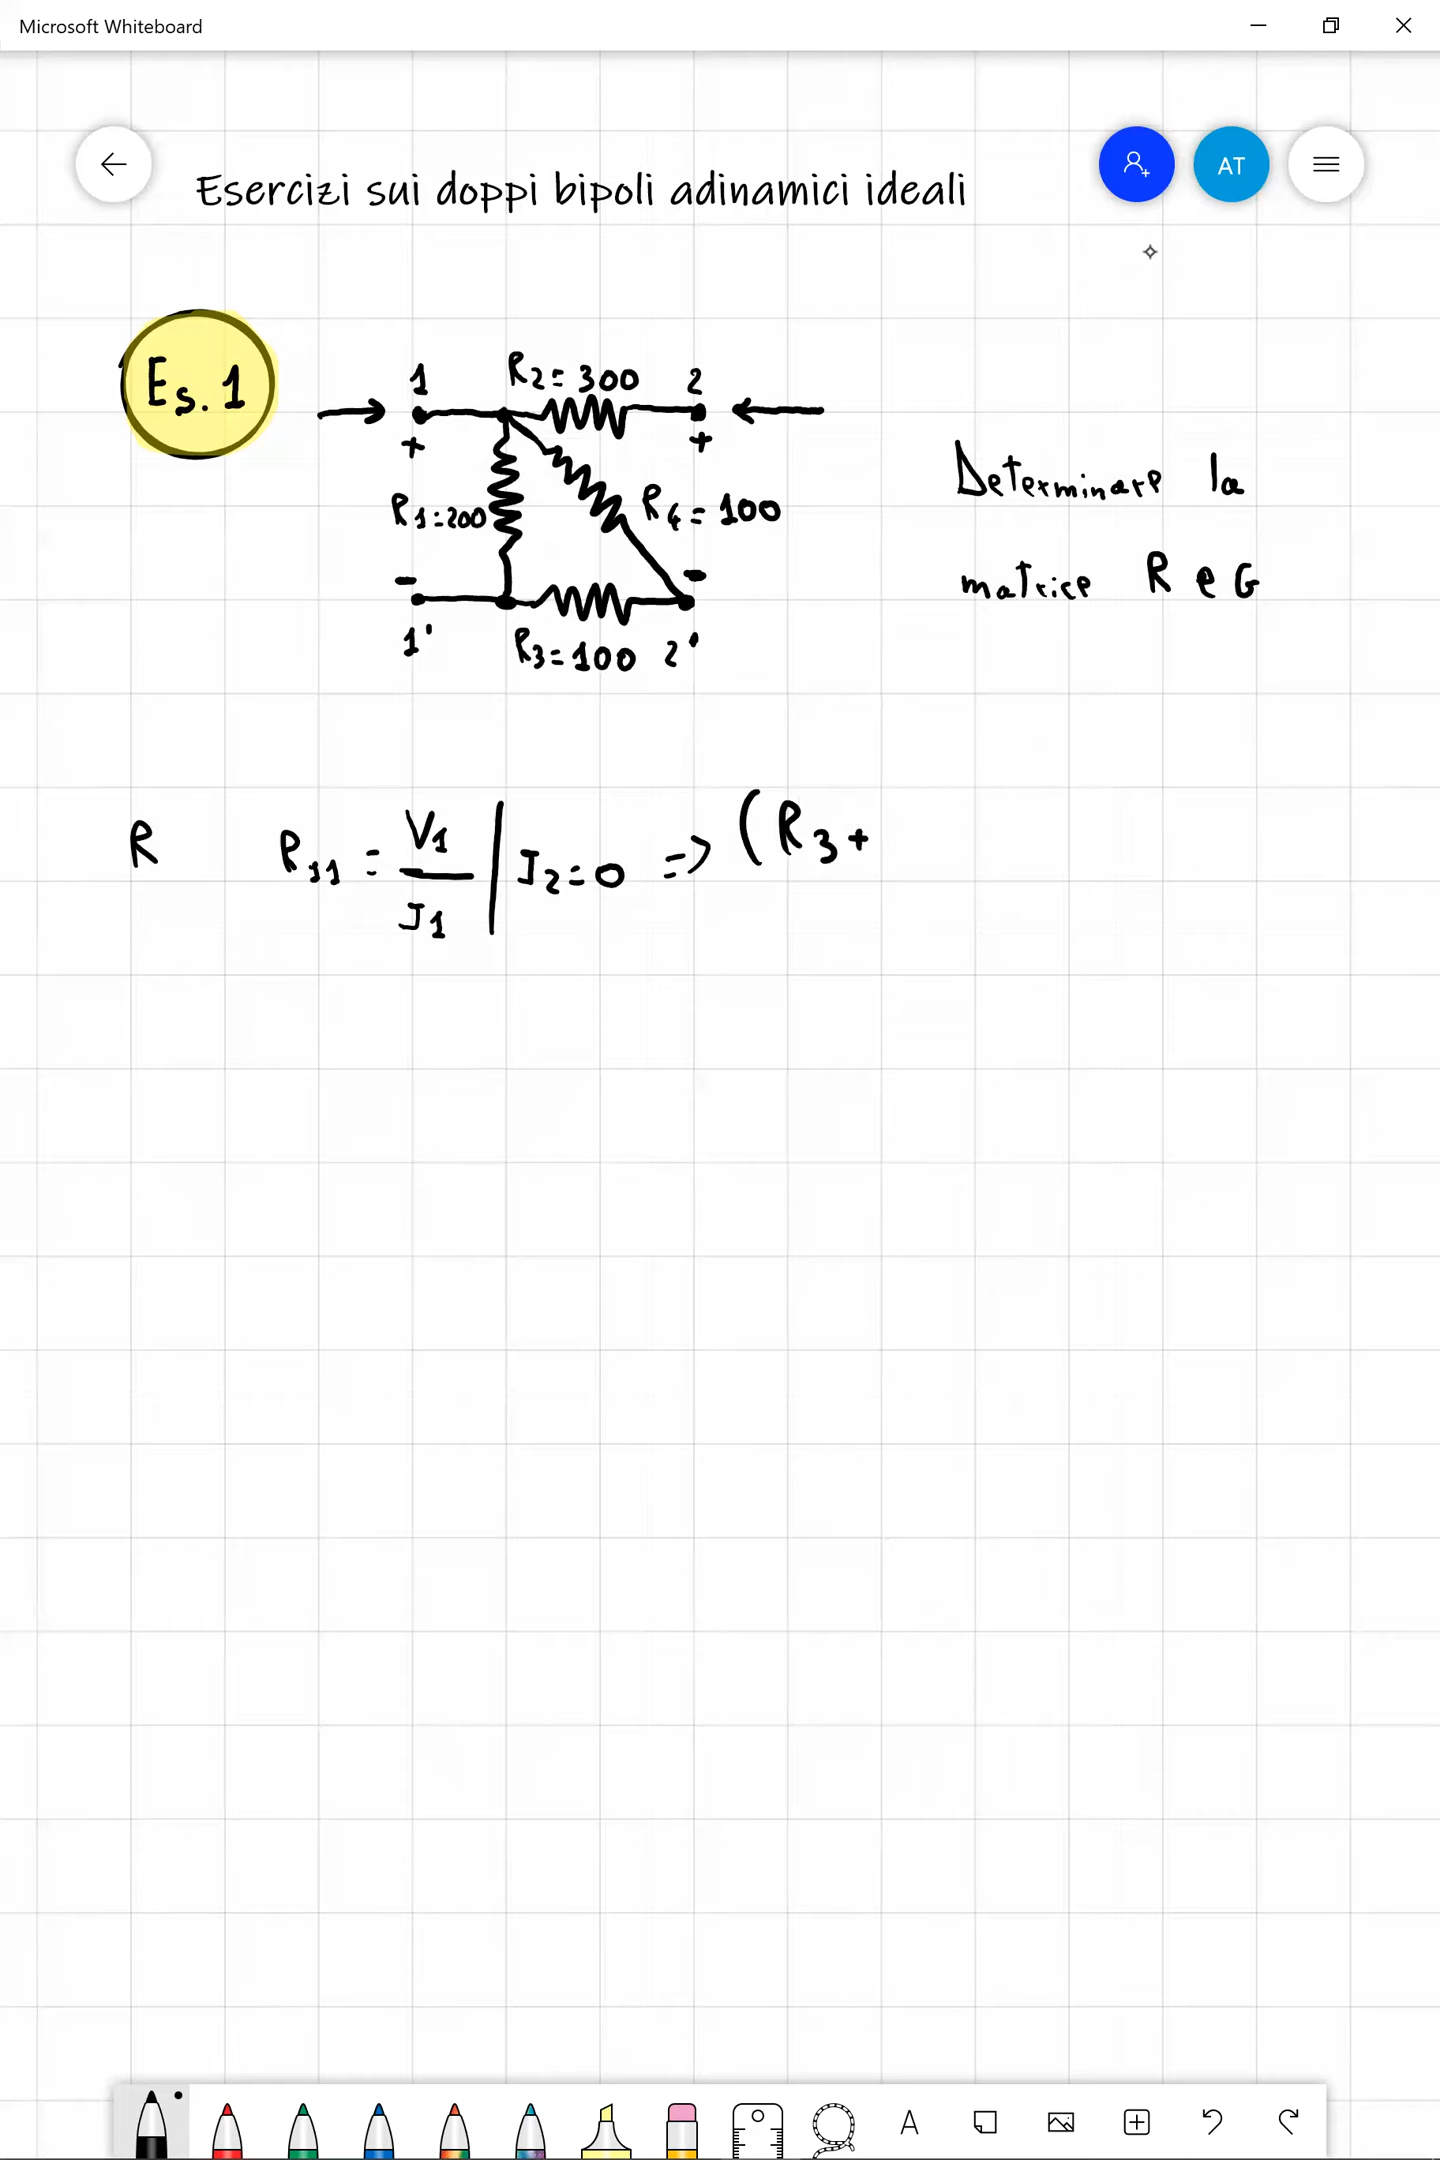 Microsoft Whiteboard
Esercizi sui doppi bipoli adinamici ideali
AT
Es. 1
1 R2= 300 2
+ +
R1=200 R4= 100
Determinare la
matrice R e G
- -
1' R3=100 2'
R R11 = V1 / J1 | J2=0 => (R3+
A